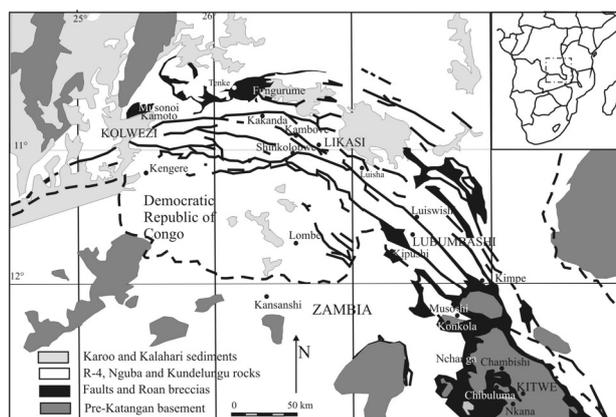 25°
26
Tenke
Fungurume
Musonoi
Kamoto
KOLWEZI
Kakanda
Kambove
Shinkolobwe
LIKASI
11°
Kengere
Luisha
Democratic
Republic of
Congo
Luiswishi
LUBUMBASHI
Lombe
Kipushi
12°
Kimpe
Kansanshi
ZAMBIA
Musoshi
Konkola
N
Nchanga
Chambishi
Chibuluma
KITWE
Nkana
Karoo and Kalahari sediments
R-4, Nguba and Kundelungu rocks
Faults and Roan breccias
Pre-Katangan basement
0 50 km